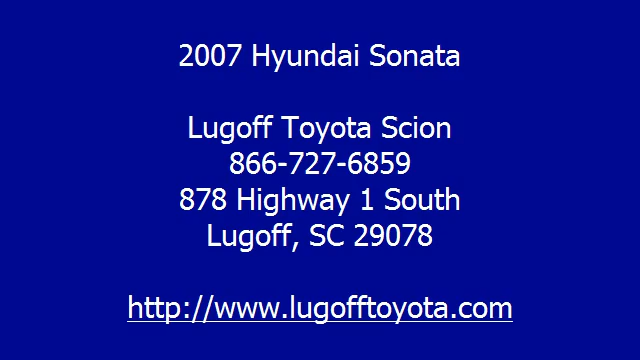 2007 Hyundai Sonata
Lugoff Toyota Scion
866-727-6859
878 Highway 1 South
Lugoff, SC 29078
http://www.lugofftoyota.com